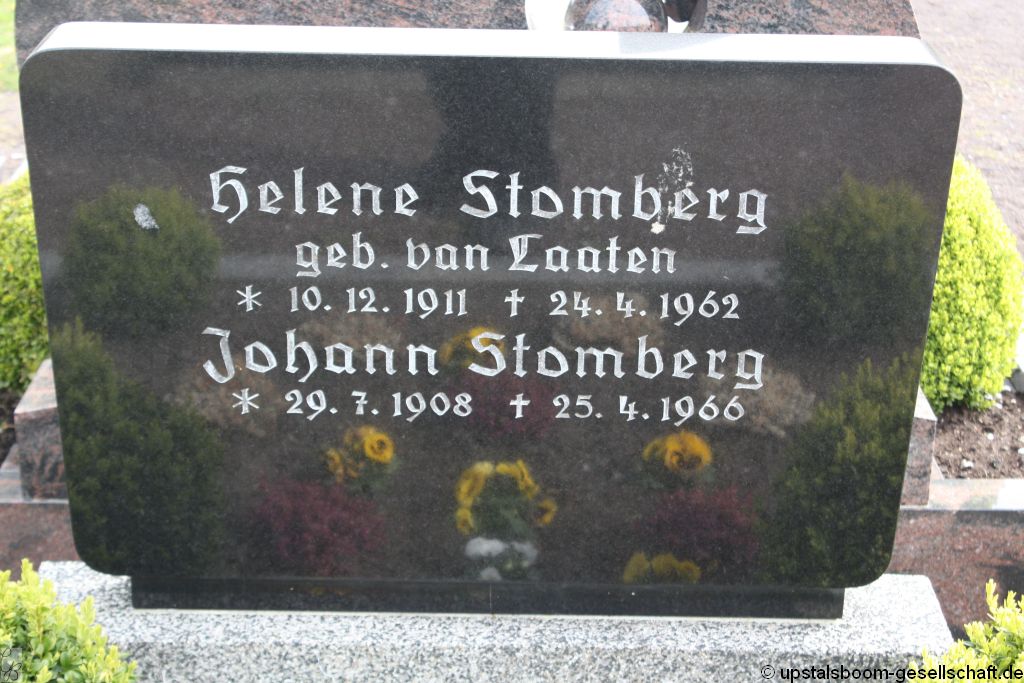 Helene Stomberg
geb. van Laaten
* 10. 12. 1911 † 24. 4. 1962
Johann Stomberg
* 29. 7. 1908 † 25. 4. 1966
© upstalsboom-gesellschaft.de